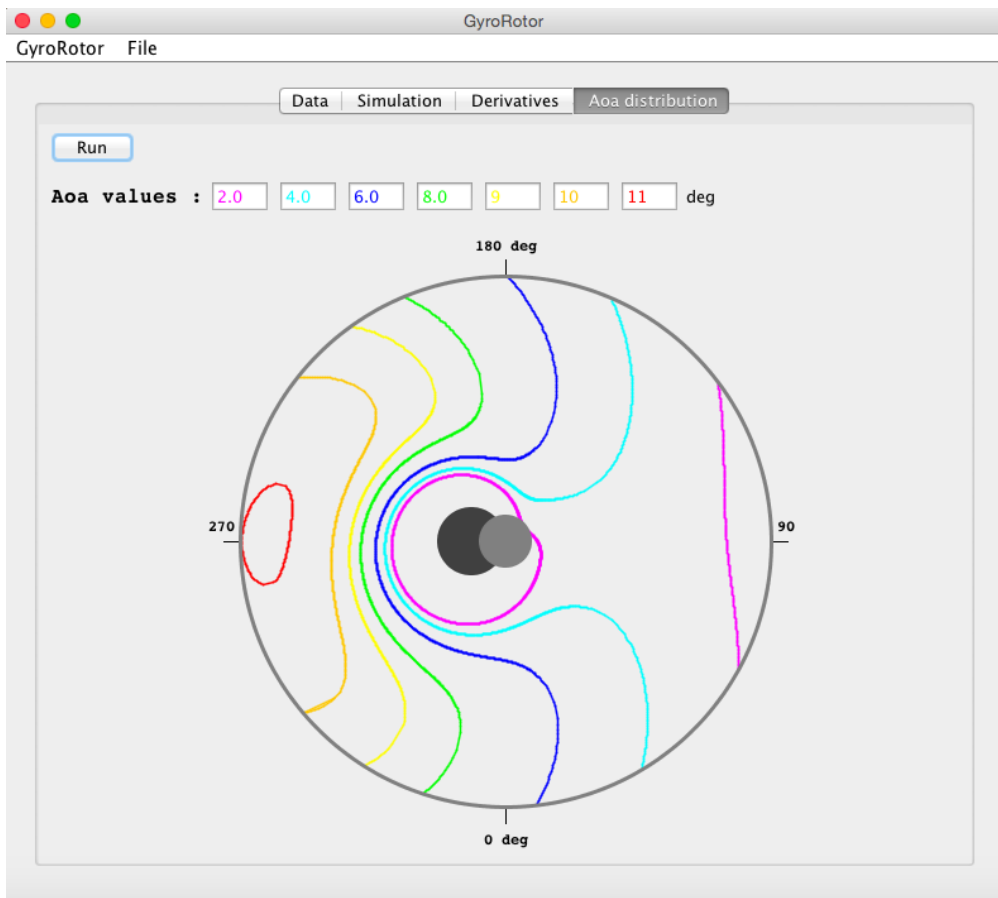 GyroRotor
GyroRotor File
Data Simulation Derivatives Aoa distribution
Run
Aoa values : 2.0 4.0 6.0 8.0 9 10 11 deg
180 deg
270 90
0 deg